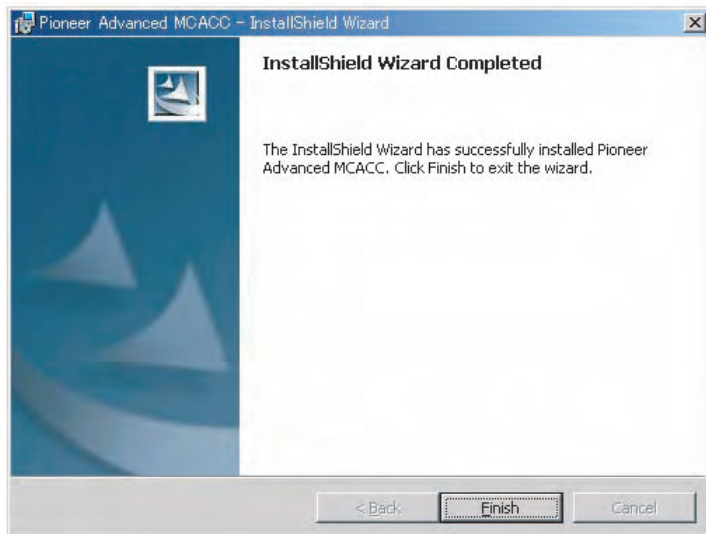 Pioneer Advanced MCACC - InstallShield Wizard
InstallShield Wizard Completed
The InstallShield Wizard has successfully installed Pioneer
Advanced MCACC. Click Finish to exit the wizard.
< Back
Finish
Cancel